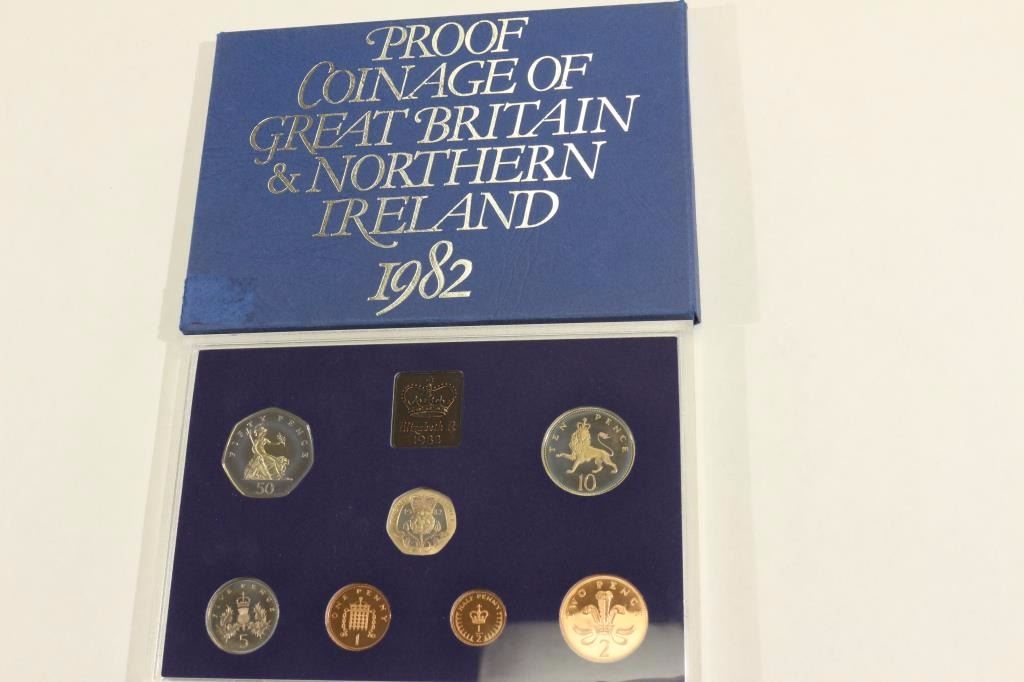 PROOF
COINAGE OF
GREAT BRITAIN
& NORTHERN
IRELAND
1982
Elizabeth R
1982
FIFTY PENCE
50
TEN PENCE
10
1982
FIVE PENCE
5
ONE PENNY
1
HALF PENNY
1/2
TWO PENCE
2